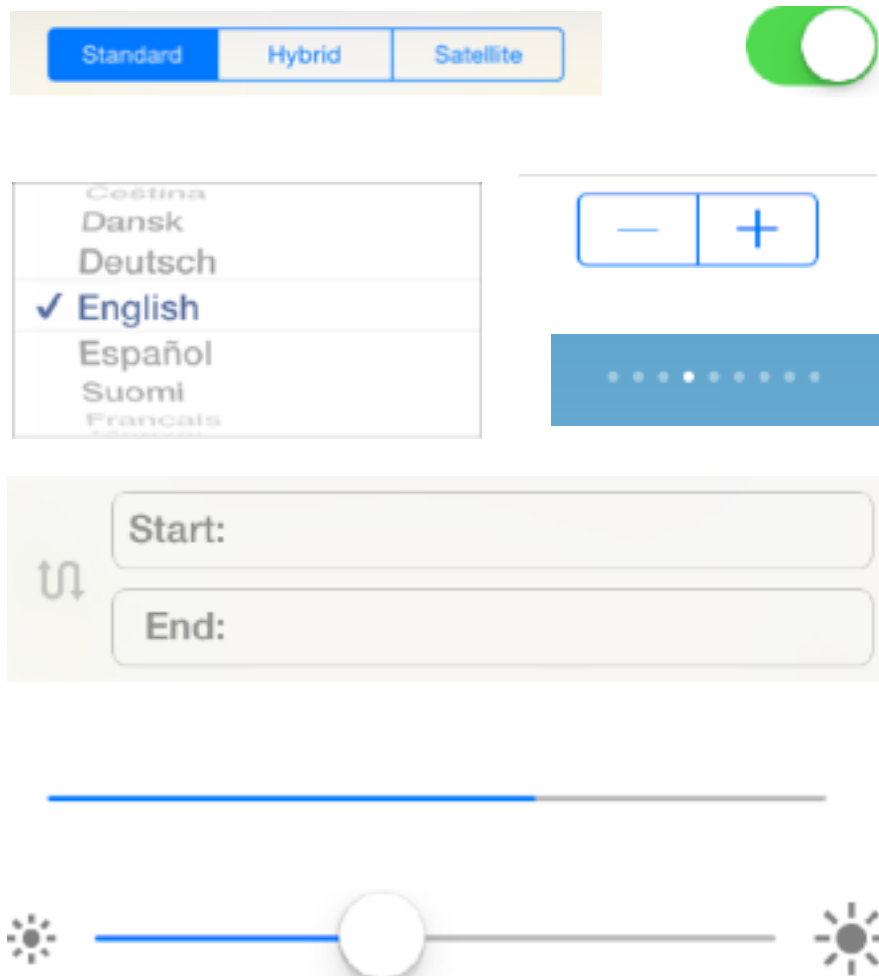 Standard Hybrid Satellite
Čeština
Dansk
Deutsch
✓ English
Español
Suomi
Français
Start:
End: